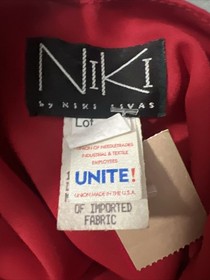 NIKI
by NIKI LIVAS
Lot
UNION OF NEEDLETRADES
INDUSTRIAL & TEXTILE
EMPLOYEES
UNITE!
UNION MADE IN THE U.S.A.
OF IMPORTED
FABRIC